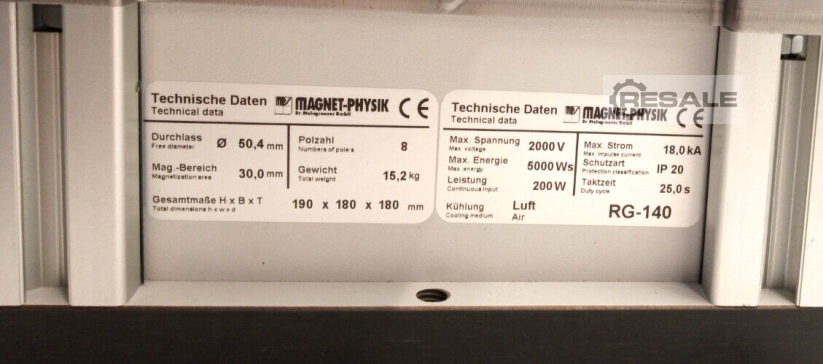 Technische Daten
Technical data
MAGNET-PHYSIK
Dr. Steingroever GmbH
CE
Durchlass Ø 50,4 mm
Free diameter
Mag.-Bereich 30,0 mm
Magnetization area
Polzahl 8
Numbers of pole's
Gewicht 15,2 kg
Total weight
Gesamtmaße H x B x T 190 x 180 x 180 mm
Total dimensions h x w x d
Technische Daten
Technical data
MAGNET-PHYSIK
Dr. Steingroever GmbH
CE
RESALE
Max. Spannung 2000 V
Max. voltage
Max. Energie 5000 Ws
Max. energy
Leistung 200 W
Continuous input
Kühlung Luft
Cooling medium Air
Max. Strom 18,0 kA
Max. impulse current
Schutzart IP 20
Protection classification
Taktzeit 25,0 s
Duty cycle
RG-140